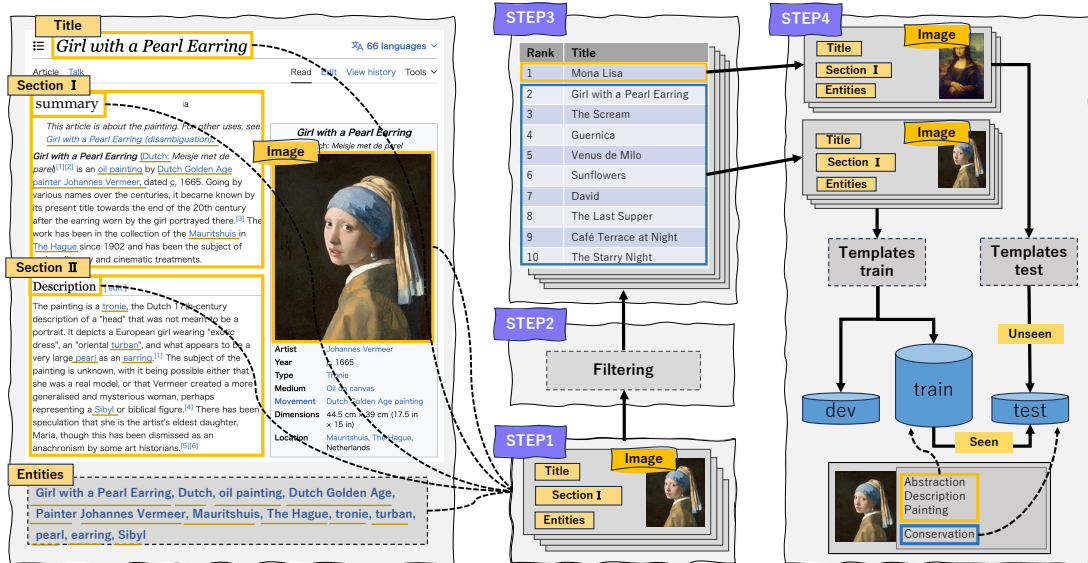 Title
Girl with a Pearl Earring
66 languages
Article Talk
Read Edit View history Tools
Section I
summary
ia
This article is about the painting. For other uses, see
Girl with a Pearl Earring (disambiguation).
Girl with a Pearl Earring (Dutch: Meisje met de
parel)[1][2] is an oil painting by Dutch Golden Age
painter Johannes Vermeer, dated c. 1665. Going by
various names over the centuries, it became known by
its present title towards the end of the 20th century
after the earring worn by the girl portrayed there.[3] The
work has been in the collection of the Mauritshuis in
The Hague since 1902 and has been the subject of
and cinematic treatments.
Section II
Description [edit]
The painting is a tronie, the Dutch 17th-century
description of a "head" that was not meant to be a
portrait. It depicts a European girl wearing "exotic
dress", an "oriental turban", and what appears to be a
very large pearl as an earring.[1] The subject of the
painting is unknown, with it being possible either that
she was a real model, or that Vermeer created a more
generalised and mysterious woman, perhaps
representing a Sibyl or biblical figure.[4] There has been
speculation that she is the artist's eldest daughter,
Maria, though this has been dismissed as an
anachronism by some art historians.[5][6]
Girl with a Pearl Earring
ch: Meisje met de parel
Image
Artist Johannes Vermeer
Year c. 1665
Type Tronie
Medium Oil on canvas
Movement Dutch Golden Age painting
Dimensions 44.5 cm × 39 cm (17.5 in
× 15 in)
Location Mauritshuis, The Hague,
Netherlands
Entities
Girl with a Pearl Earring, Dutch, oil painting, Dutch Golden Age,
Painter Johannes Vermeer, Mauritshuis, The Hague, tronie, turban,
pearl, earring, Sibyl
STEP3
Rank Title
1 Mona Lisa
2 Girl with a Pearl Earring
3 The Scream
4 Guernica
5 Venus de Milo
6 Sunflowers
7 David
8 The Last Supper
9 Café Terrace at Night
10 The Starry Night
STEP2
Filtering
STEP1
Image
Title
Section I
Entities
STEP4
Image
Title
Section I
Entities
Image
Title
Section I
Entities
Templates
train
Templates
test
Unseen
dev
train
test
Seen
Abstraction
Description
Painting
Conservation